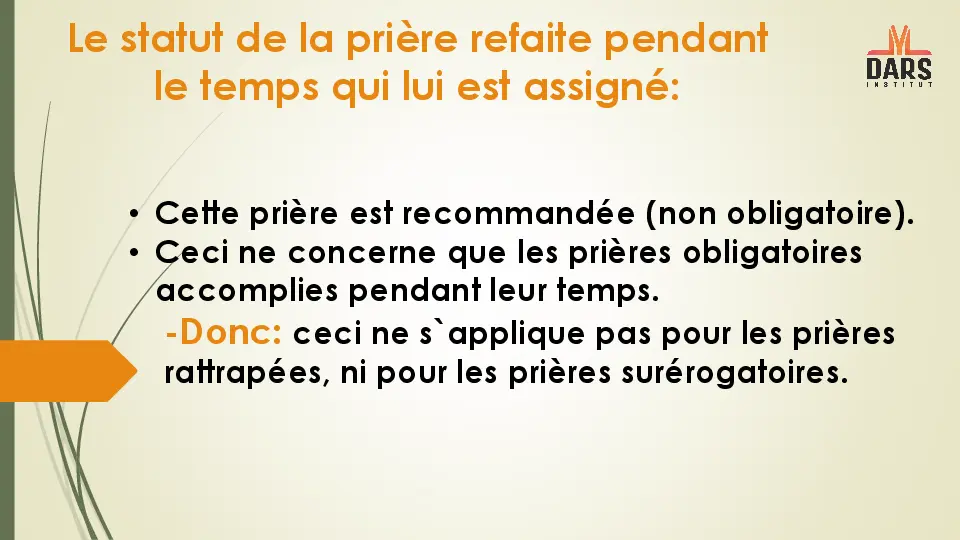 Le statut de la prière refaite pendant
le temps qui lui est assigné:
DARS
INSTITUT
• Cette prière est recommandée (non obligatoire).
• Ceci ne concerne que les prières obligatoires
accomplies pendant leur temps.
-Donc: ceci ne s`applique pas pour les prières
rattrapées, ni pour les prières surérogatoires.